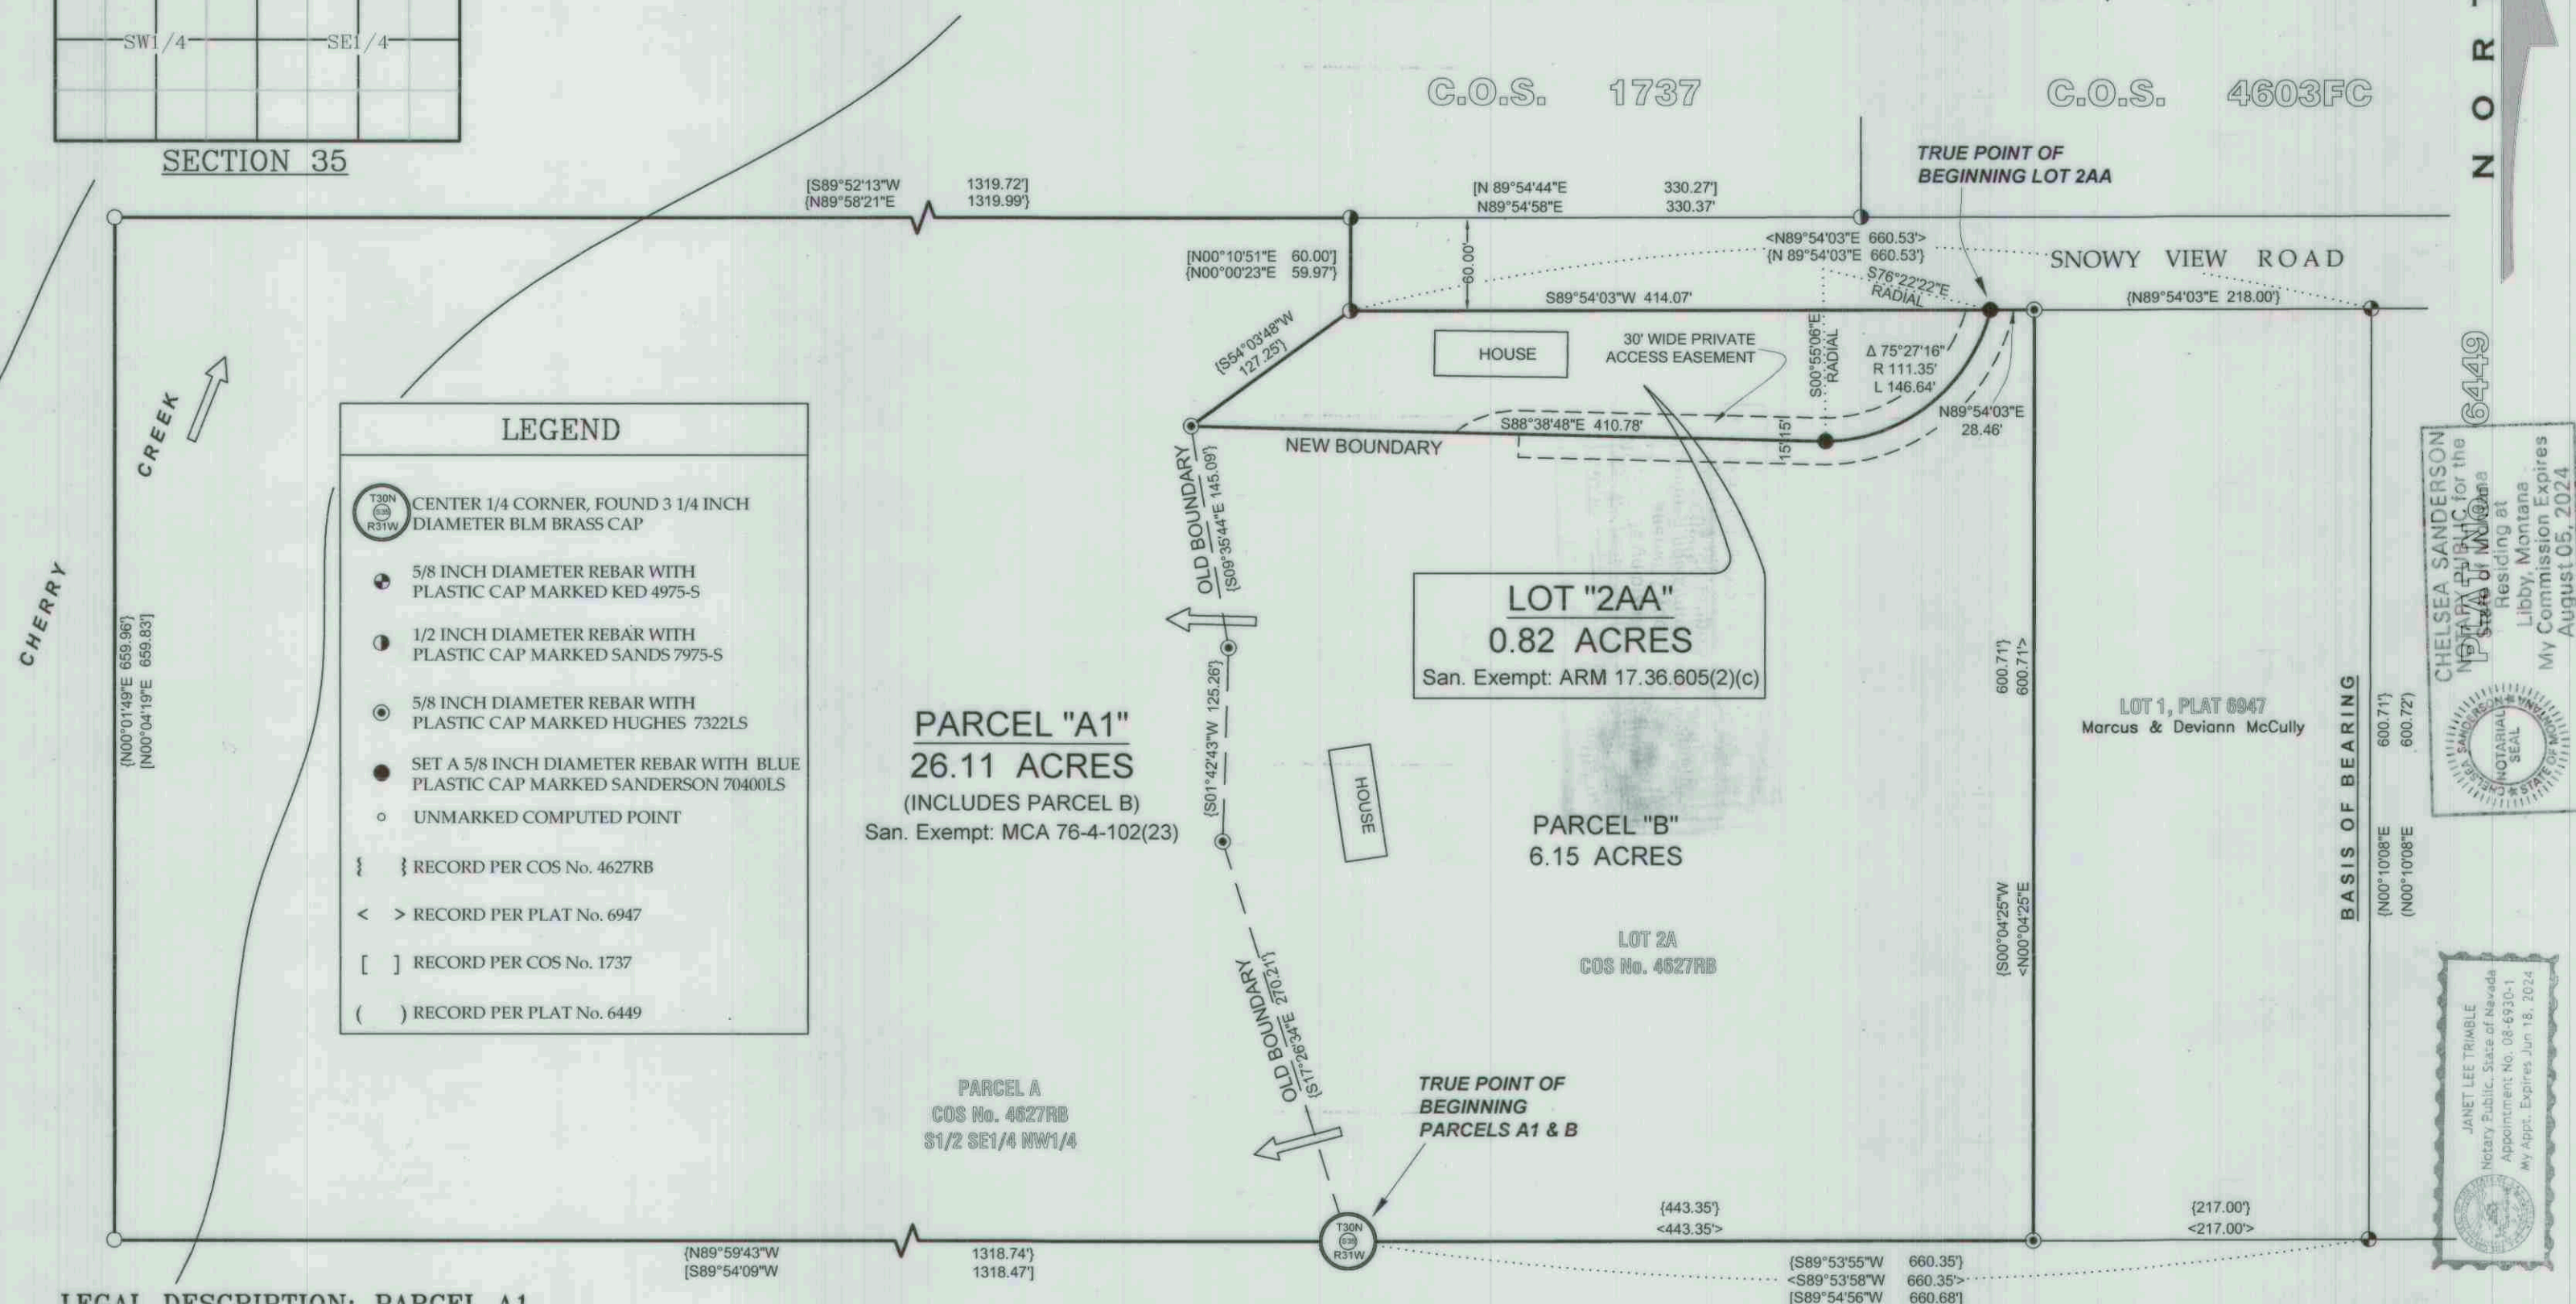 SW1/4
SE1/4
SECTION 35
C.O.S. 1737
C.O.S. 4603FC
TRUE POINT OF
BEGINNING LOT 2AA
[S89°52'13"W 1319.72']
{N89°58'21"E 1319.99'}
[N 89°54'44"E 330.27']
N89°54'58"E 330.37'
[N00°10'51"E 60.00']
{N00°00'23"E 59.97'}
60.00'
<N89°54'03"E 660.53'>
{N 89°54'03"E 660.53'}
SNOWY VIEW ROAD
S76°22'22"E
RADIAL
S89°54'03"W 414.07'
{N89°54'03"E 218.00'}
{S54°03'48"W
127.25'}
HOUSE
30' WIDE PRIVATE
ACCESS EASEMENT
S00°55'06"E
RADIAL
Δ 75°27'16"
R 111.35'
L 146.64'
N89°54'03"E
28.46'
S88°38'48"E 410.78'
15'
15'
NEW BOUNDARY
OLD BOUNDARY
{S09°35'44"E 145.09'}
CREEK
CHERRY
{N00°01'49"E 659.96'}
[N00°04'19"E 659.83']
LEGEND
T30N
S35
R31W
CENTER 1/4 CORNER, FOUND 3 1/4 INCH
DIAMETER BLM BRASS CAP
5/8 INCH DIAMETER REBAR WITH
PLASTIC CAP MARKED KED 4975-S
1/2 INCH DIAMETER REBAR WITH
PLASTIC CAP MARKED SANDS 7975-S
5/8 INCH DIAMETER REBAR WITH
PLASTIC CAP MARKED HUGHES 7322LS
SET A 5/8 INCH DIAMETER REBAR WITH BLUE
PLASTIC CAP MARKED SANDERSON 70400LS
UNMARKED COMPUTED POINT
{ } RECORD PER COS No. 4627RB
< > RECORD PER PLAT No. 6947
[ ] RECORD PER COS No. 1737
( ) RECORD PER PLAT No. 6449
LOT "2AA"
0.82 ACRES
San. Exempt: ARM 17.36.605(2)(c)
{S01°42'43"W 125.26'}
PARCEL "A1"
26.11 ACRES
(INCLUDES PARCEL B)
San. Exempt: MCA 76-4-102(23)
HOUSE
PARCEL "B"
6.15 ACRES
LOT 2A
COS No. 4627RB
600.71'}
600.71'>
{S00°04'25"W
<N00°04'25"E
LOT 1, PLAT 6947
Marcus & Deviann McCully
BASIS OF BEARING
600.71'}
600.72')
{N00°10'08"E
(N00°10'08"E
OLD BOUNDARY
{S17°26'34"E 270.21'}
PARCEL A
COS No. 4627RB
S1/2 SE1/4 NW1/4
TRUE POINT OF
BEGINNING
PARCELS A1 & B
T30N
S35
R31W
{443.35'}
<443.35'>
{217.00'}
<217.00'>
{N89°59'43"W 1318.74'}
[S89°54'09"W 1318.47']
{S89°53'55"W 660.35'}
<S89°53'58"W 660.35'>
[S89°54'56"W 660.68']
LEGAL DESCRIPTION: PARCEL A1
N O R T
PLAT No. 6449
CHELSEA SANDERSON
NOTARY PUBLIC for the
State of Montana
Residing at
Libby, Montana
My Commission Expires
August 05, 2024
CHELSEA SANDERSON
NOTARIAL
SEAL
STATE OF MONTANA
JANET LEE TRIMBLE
Notary Public, State of Nevada
Appointment No. 08-6930-1
My Appt. Expires Jun 18, 2024